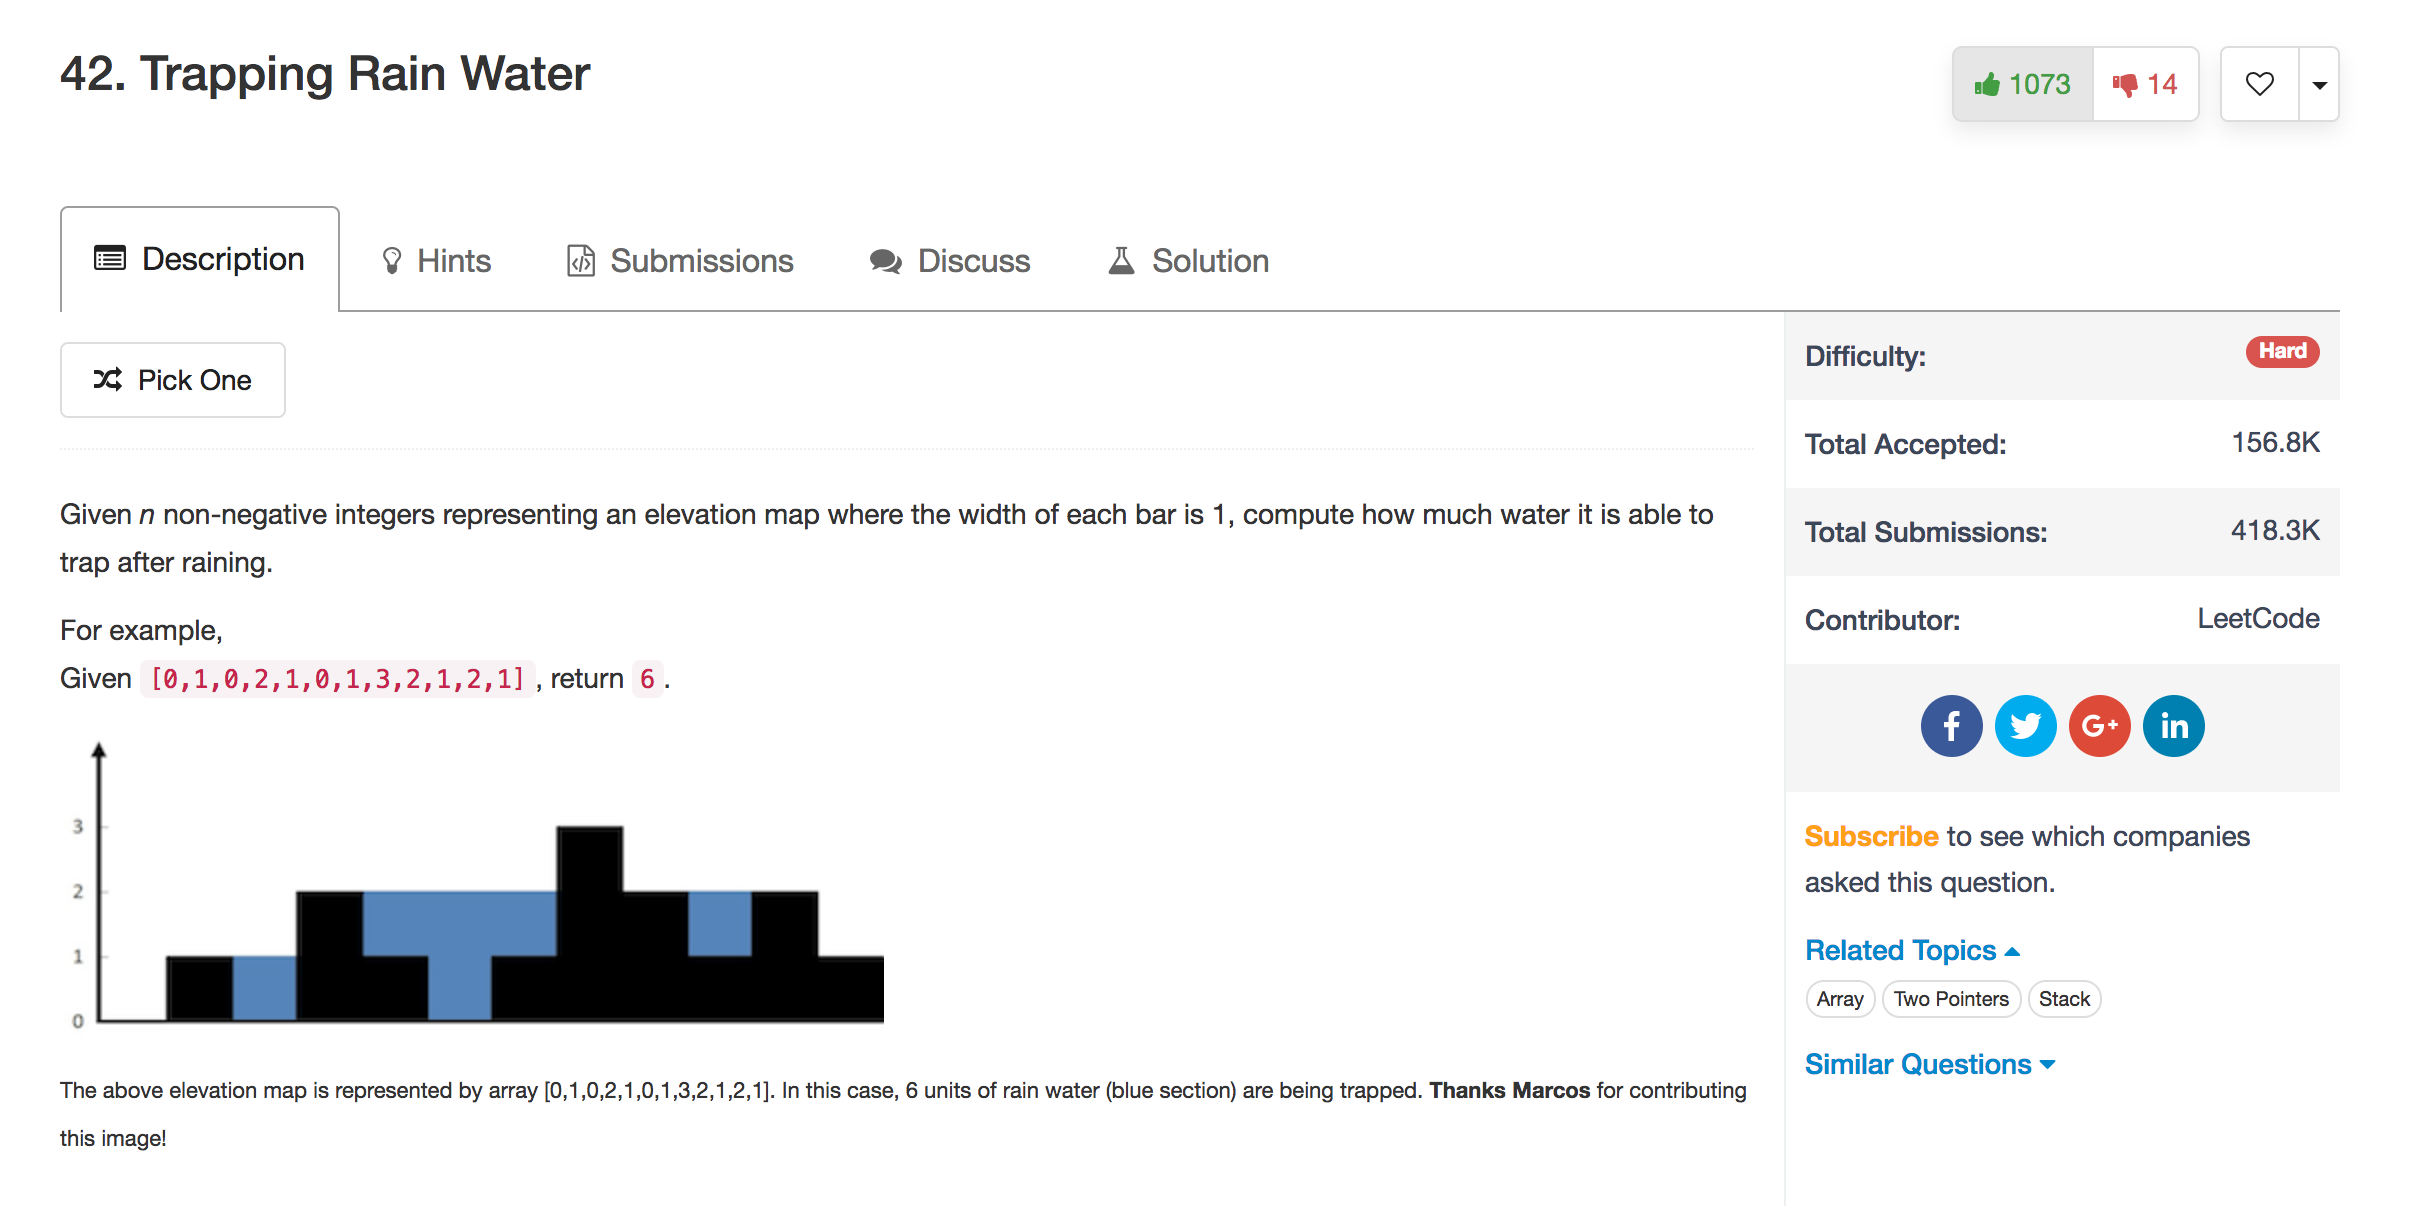 42. Trapping Rain Water
1073
14
Description
Hints
Submissions
Discuss
Solution
Pick One
Given n non-negative integers representing an elevation map where the width of each bar is 1, compute how much water it is able to
trap after raining.
For example,
Given [0,1,0,2,1,0,1,3,2,1,2,1], return 6.
3
2
1
0
The above elevation map is represented by array [0,1,0,2,1,0,1,3,2,1,2,1]. In this case, 6 units of rain water (blue section) are being trapped. Thanks Marcos for contributing
this image!
Difficulty: Hard
Total Accepted: 156.8K
Total Submissions: 418.3K
Contributor: LeetCode
f
G+
in
Subscribe to see which companies
asked this question.
Related Topics
Array
Two Pointers
Stack
Similar Questions